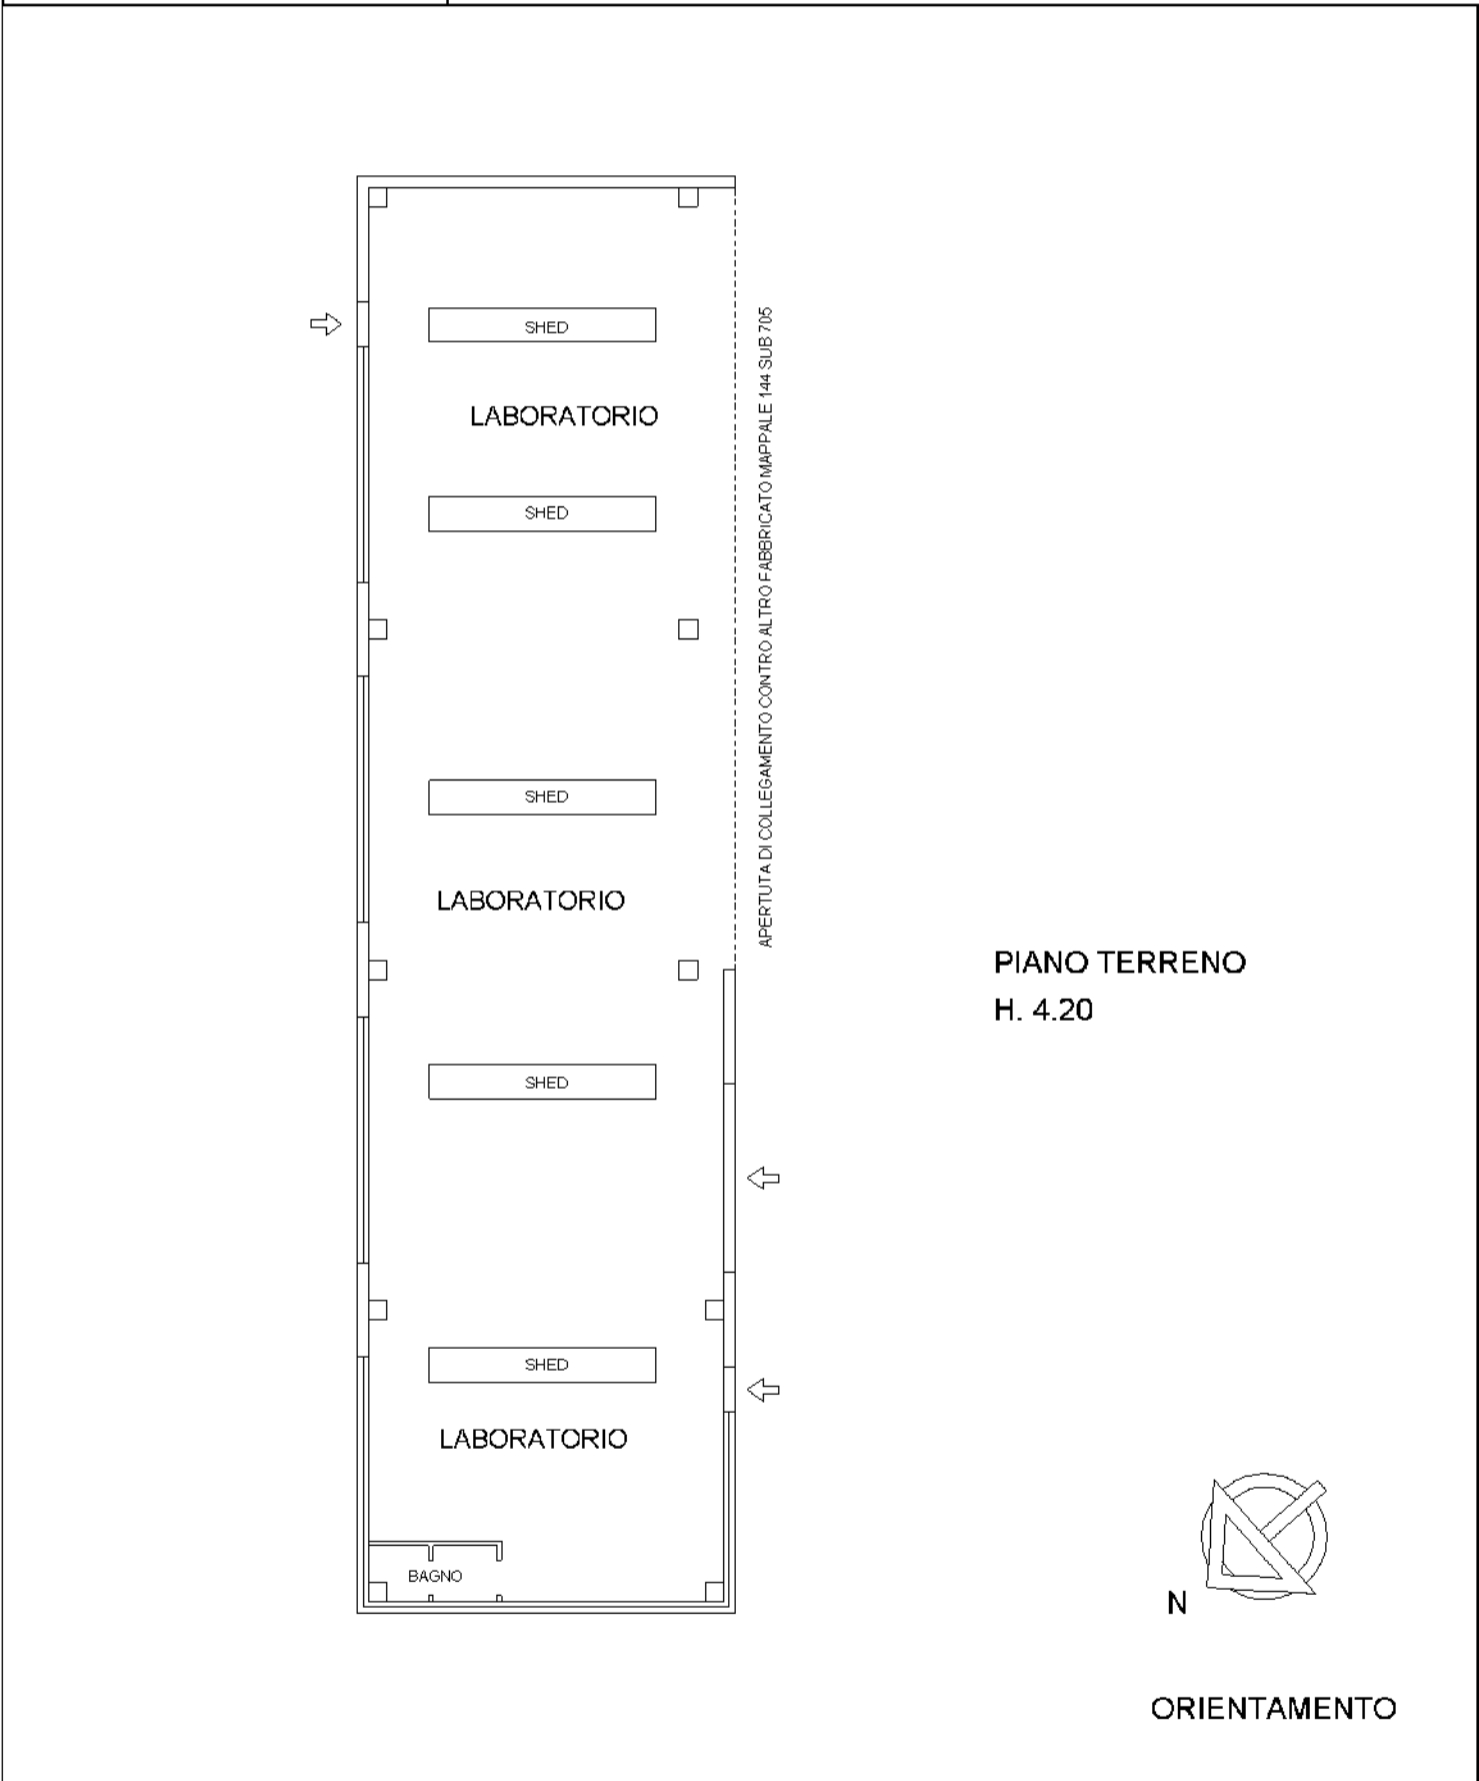 SHED
LABORATORIO
SHED
APERTUTA DI COLLEGAMENTO CONTRO ALTRO FABBRICATO MAPPALE 144 SUB 705
SHED
LABORATORIO
PIANO TERRENO
H. 4.20
SHED
SHED
LABORATORIO
BAGNO
N
ORIENTAMENTO